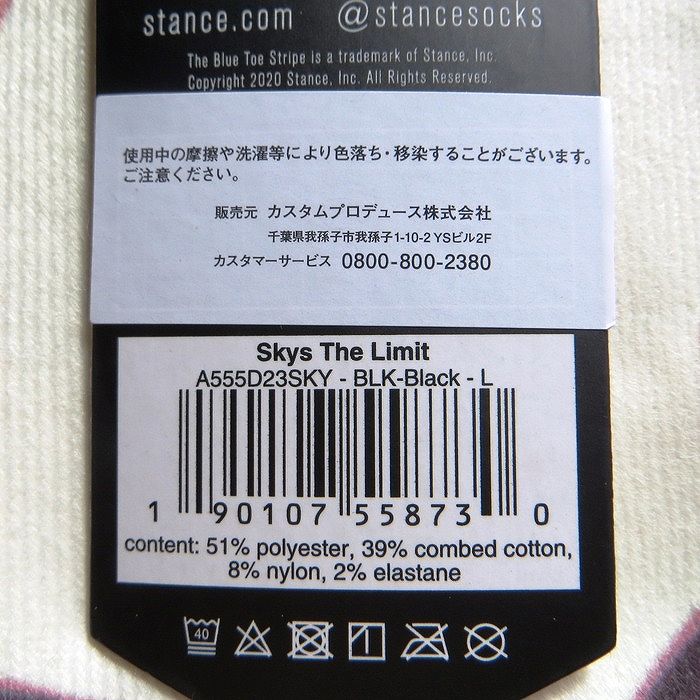 stance.com @stancesocks
The Blue Toe Stripe is a trademark of Stance, Inc.
Copyright 2020 Stance, Inc. All Rights Reserved.
使用中の摩擦や洗濯等により色落ち・移染することがございます。
ご注意ください。
販売元 カスタムプロデュース株式会社
千葉県我孫子市我孫子1-10-2 YSビル2F
カスタマーサービス 0800-800-2380
Skys The Limit
A555D23SKY - BLK-Black - L
1 90107 55873 0
content: 51% polyester, 39% combed cotton,
8% nylon, 2% elastane
40